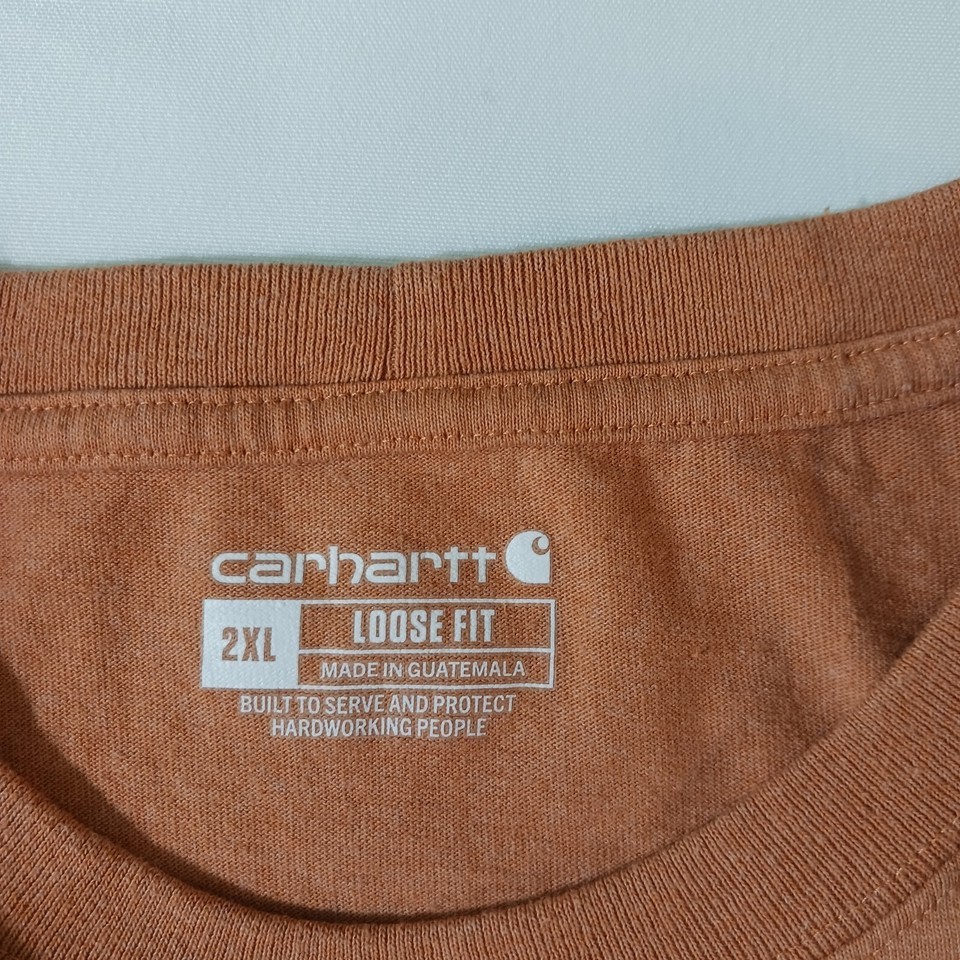 carhartt
2XL
LOOSE FIT
MADE IN GUATEMALA
BUILT TO SERVE AND PROTECT
HARDWORKING PEOPLE